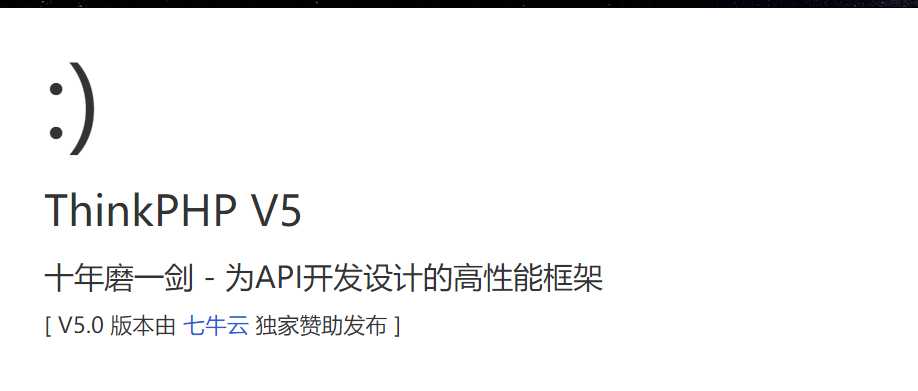 :)
ThinkPHP V5
十年磨一剑 - 为API开发设计的高性能框架
[ V5.0 版本由 七牛云 独家赞助发布 ]